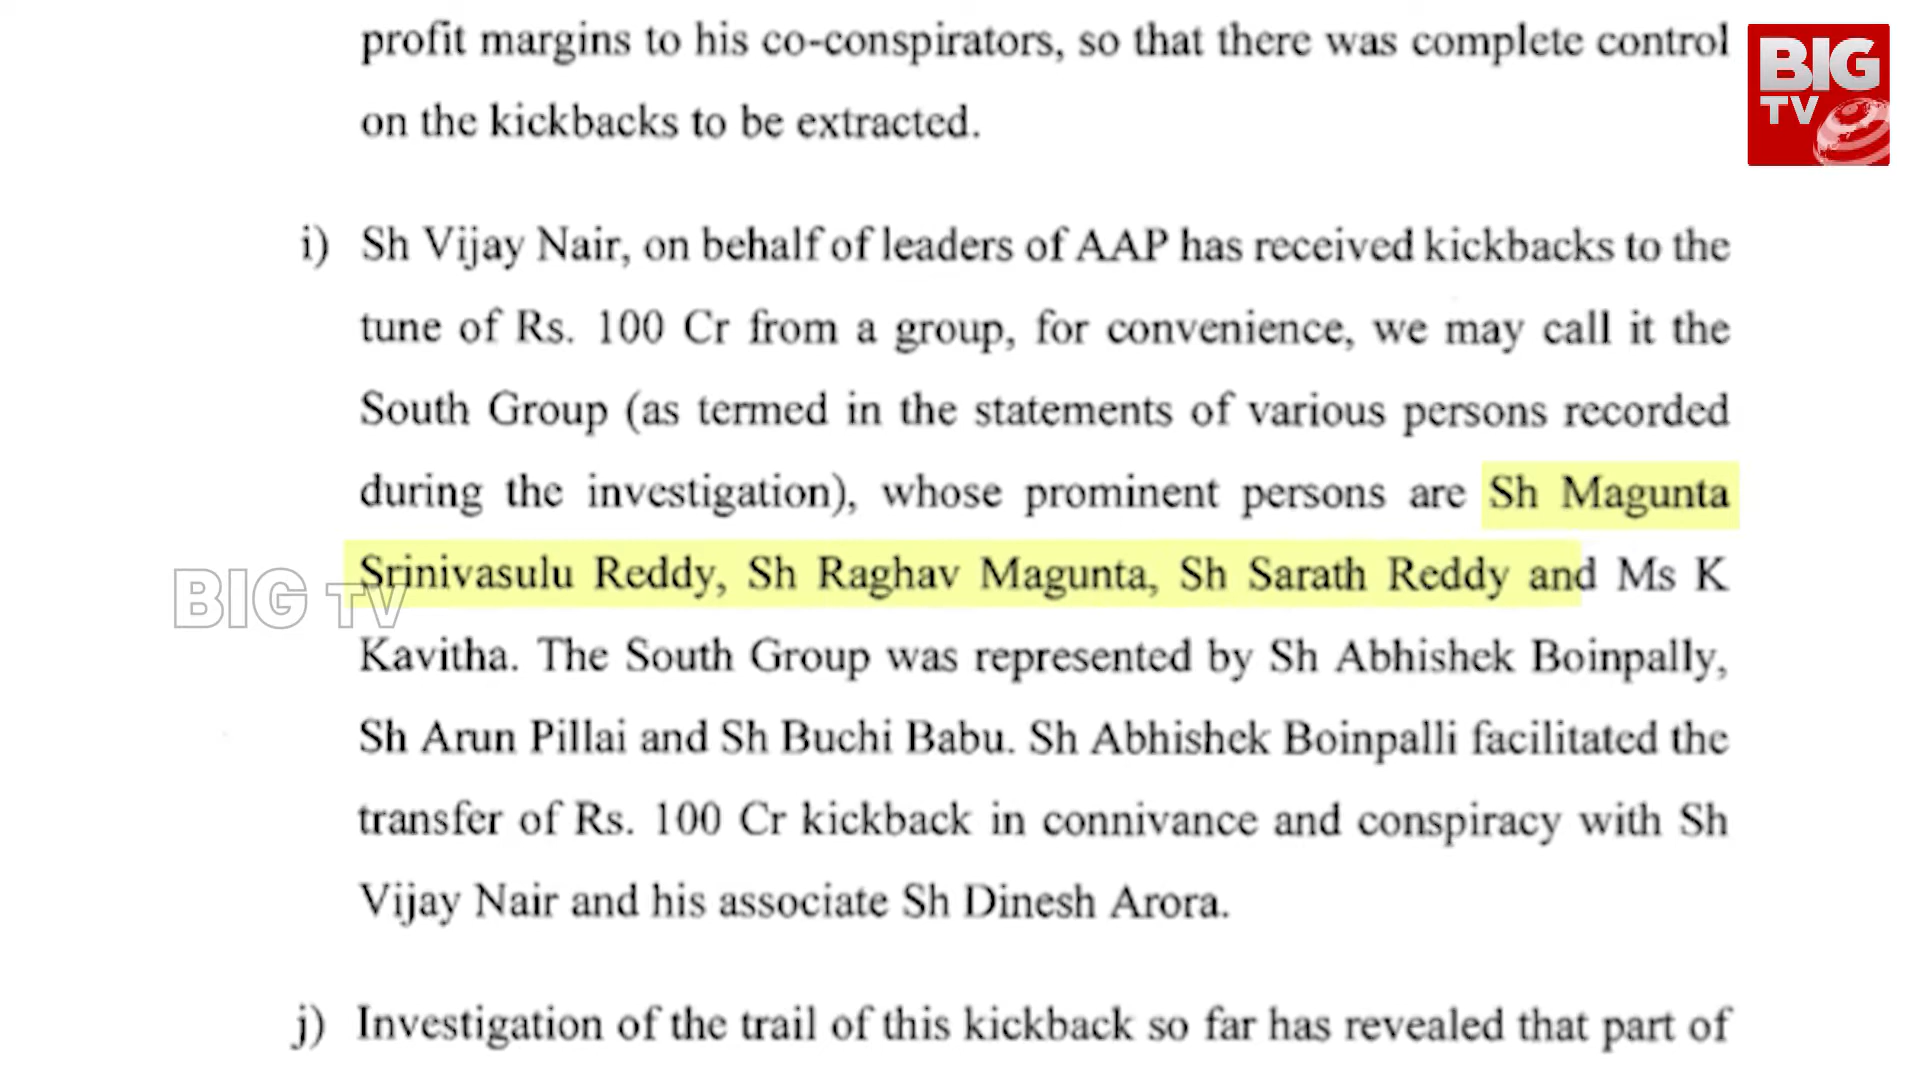 profit margins to his co-conspirators, so that there was complete control
on the kickbacks to be extracted.
BIG
TV
i) Sh Vijay Nair, on behalf of leaders of AAP has received kickbacks to the
tune of Rs. 100 Cr from a group, for convenience, we may call it the
South Group (as termed in the statements of various persons recorded
during the investigation), whose prominent persons are Sh Magunta
Srinivasulu Reddy, Sh Raghav Magunta, Sh Sarath Reddy and Ms K
BIG TV
Kavitha. The South Group was represented by Sh Abhishek Boinpally,
Sh Arun Pillai and Sh Buchi Babu. Sh Abhishek Boinpalli facilitated the
transfer of Rs. 100 Cr kickback in connivance and conspiracy with Sh
Vijay Nair and his associate Sh Dinesh Arora.
j) Investigation of the trail of this kickback so far has revealed that part of